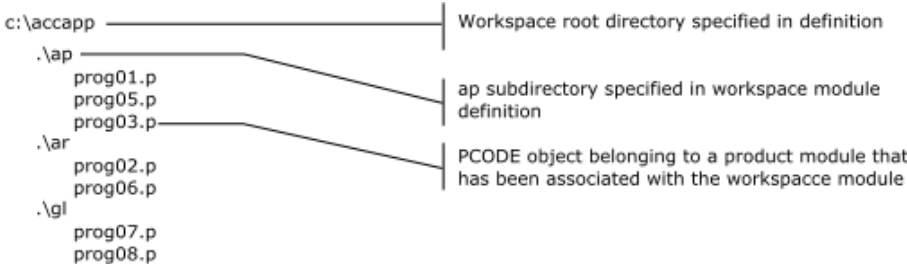 c:\accapp
Workspace root directory specified in definition
.\ap
prog01.p
prog05.p
prog03.p
ap subdirectory specified in workspace module
definition
.\ar
prog02.p
prog06.p
PCODE object belonging to a product module that
has been associated with the workspacce module
.\gl
prog07.p
prog08.p